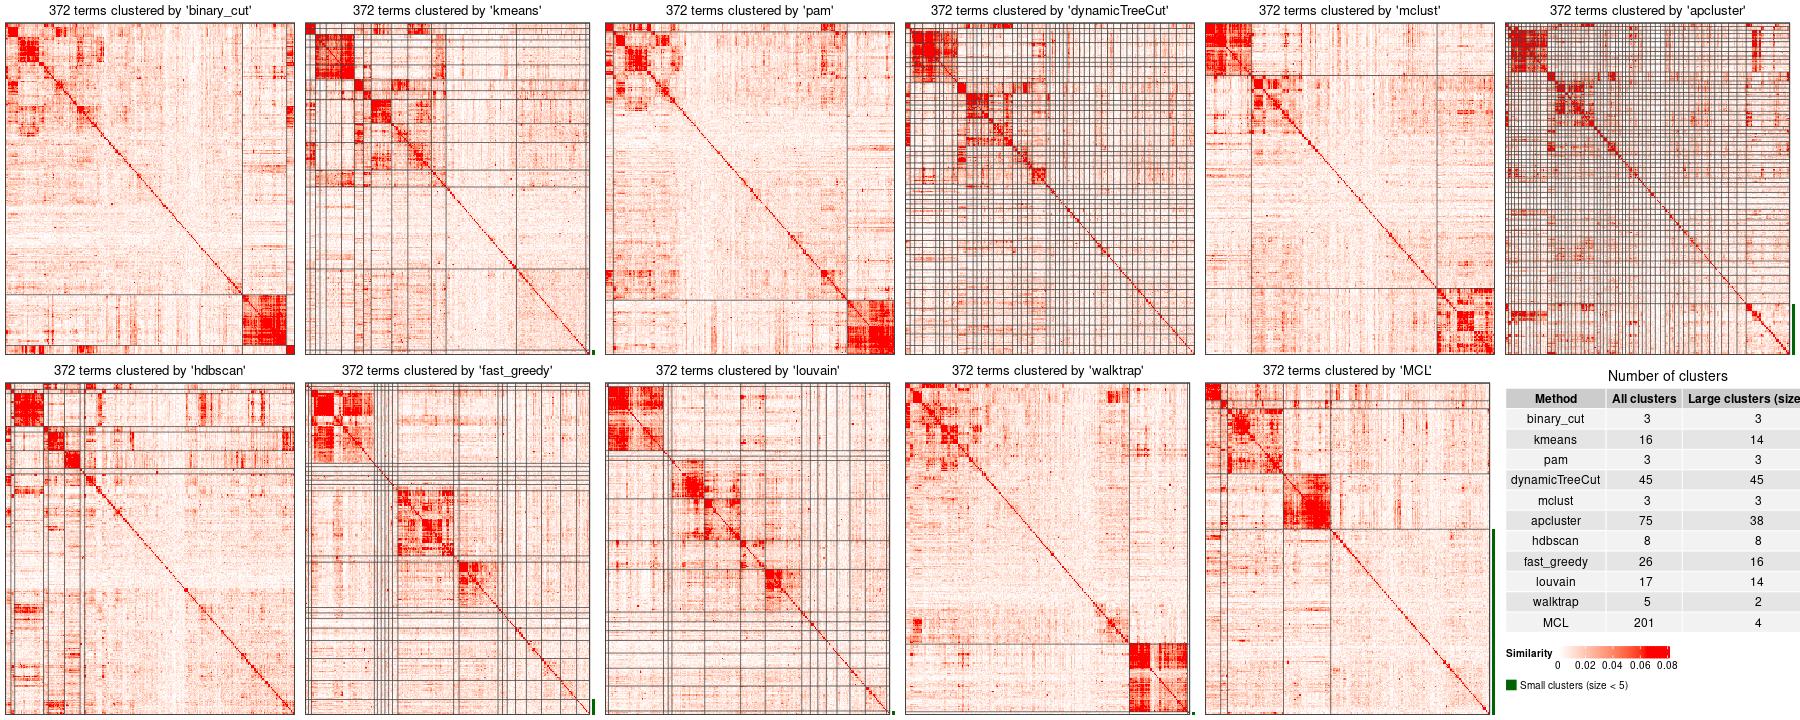 372 terms clustered by 'binary_cut'
372 terms clustered by 'kmeans'
372 terms clustered by 'pam'
372 terms clustered by 'dynamicTreeCut'
372 terms clustered by 'mclust'
372 terms clustered by 'apcluster'
372 terms clustered by 'hdbscan'
372 terms clustered by 'fast_greedy'
372 terms clustered by 'louvain'
372 terms clustered by 'walktrap'
372 terms clustered by 'MCL'
Number of clusters
Method All clusters Large clusters (size
binary_cut 3 3
kmeans 16 14
pam 3 3
dynamicTreeCut 45 45
mclust 3 3
apcluster 75 38
hdbscan 8 8
fast_greedy 26 16
louvain 17 14
walktrap 5 2
MCL 201 4
Similarity
0 0.02 0.04 0.06 0.08
Small clusters (size < 5)